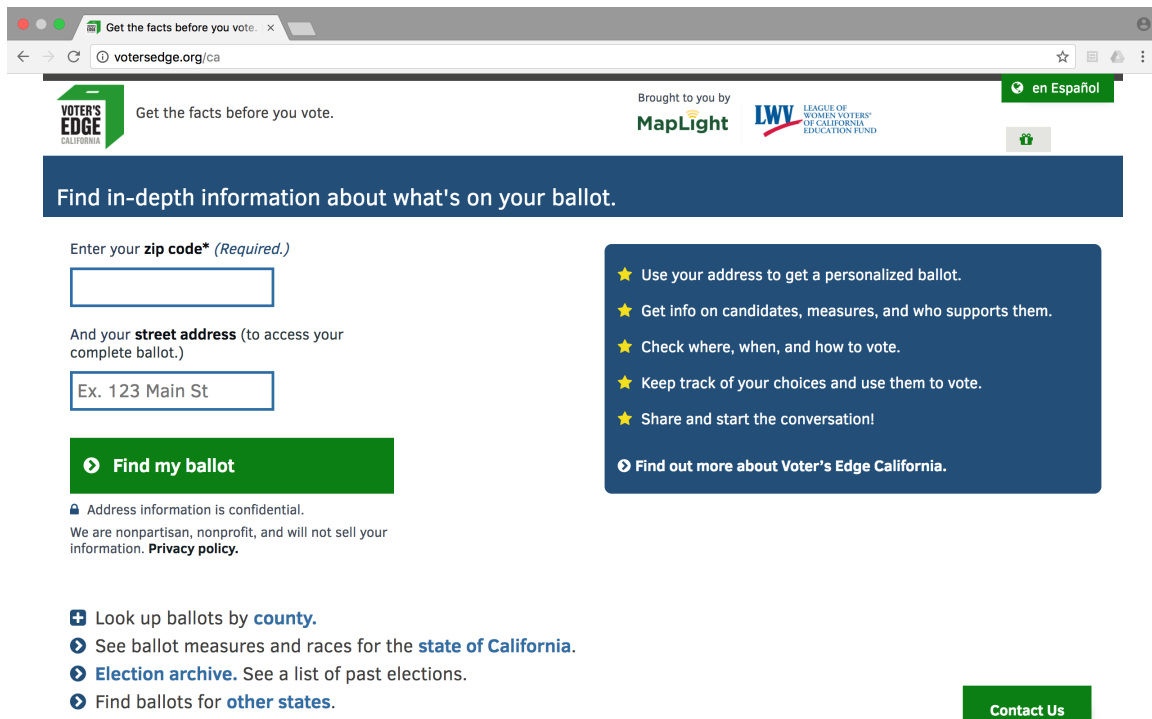 Get the facts before you vote.
votersedge.org/ca
VOTER'S
EDGE
CALIFORNIA
Get the facts before you vote.
Brought to you by
MapLight
LWV
LEAGUE OF
WOMEN VOTERS®
OF CALIFORNIA
EDUCATION FUND
en Español
Find in-depth information about what's on your ballot.
Enter your zip code* (Required.)
And your street address (to access your
complete ballot.)
Ex. 123 Main St
Find my ballot
Address information is confidential.
We are nonpartisan, nonprofit, and will not sell your
information. Privacy policy.
Use your address to get a personalized ballot.
Get info on candidates, measures, and who supports them.
Check where, when, and how to vote.
Keep track of your choices and use them to vote.
Share and start the conversation!
Find out more about Voter's Edge California.
Look up ballots by county.
See ballot measures and races for the state of California.
Election archive. See a list of past elections.
Find ballots for other states.
Contact Us